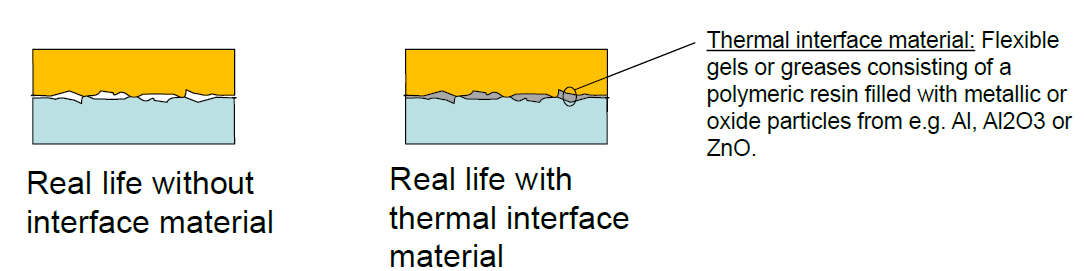 Real life without
interface material
Real life with
thermal interface
material
Thermal interface material: Flexible
gels or greases consisting of a
polymeric resin filled with metallic or
oxide particles from e.g. Al, Al2O3 or
ZnO.